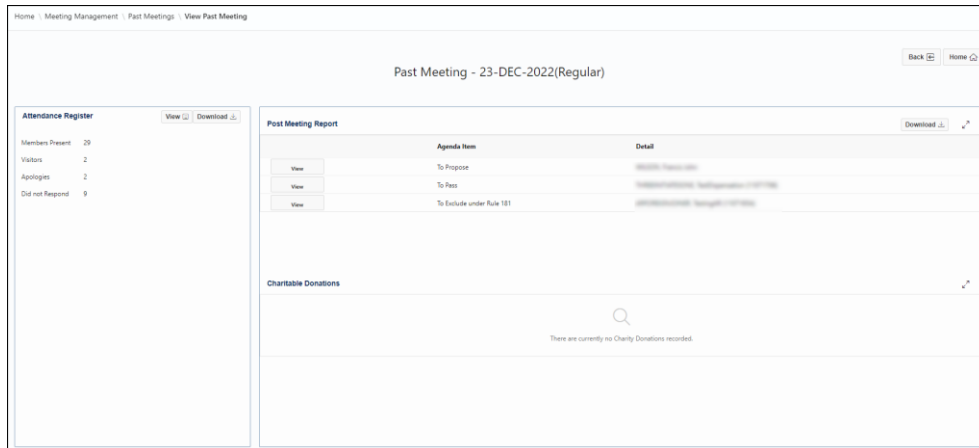 Home \ Meeting Management \ Past Meetings \ View Past Meeting
Back Home
Past Meeting - 23-DEC-2022(Regular)
Attendance Register View Download
Members Present 29
Visitors 2
Apologies 2
Did not Respond 9
Post Meeting Report Download
Agenda Item Detail
View To Propose
View To Pass
View To Exclude under Rule 181
Charitable Donations
There are currently no Charity Donations recorded.